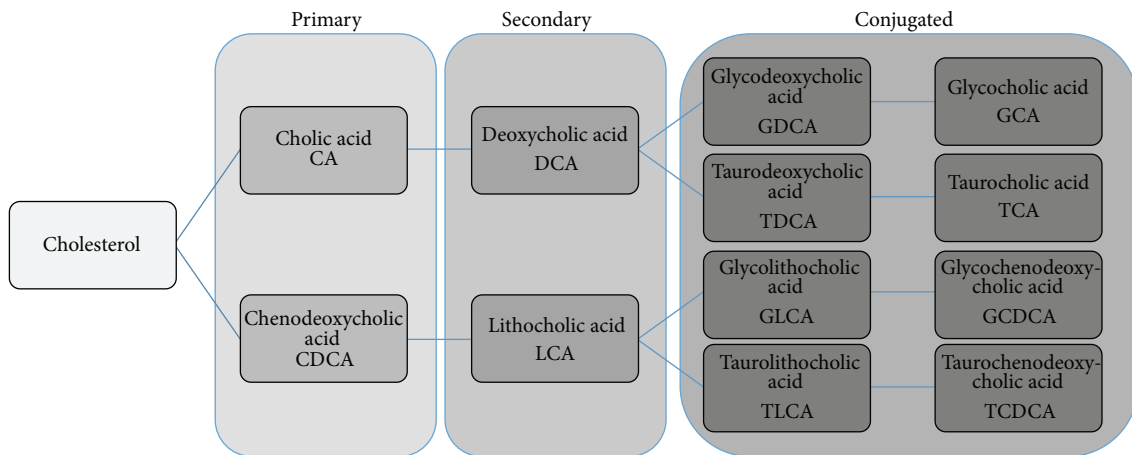 Primary
Secondary
Conjugated
Cholesterol
Cholic acid
CA
Chenodeoxycholic
acid
CDCA
Deoxycholic acid
DCA
Lithocholic acid
LCA
Glycodeoxycholic
acid
GDCA
Glycocholic acid
GCA
Taurodeoxycholic
acid
TDCA
Taurocholic acid
TCA
Glycolithocholic
acid
GLCA
Glycochenodeoxy-
cholic acid
GCDCA
Taurolithocholic
acid
TLCA
Taurochenodeoxy-
cholic acid
TCDCA